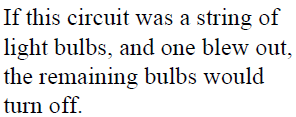 If this circuit was a string of
light bulbs, and one blew out,
the remaining bulbs would
turn off.